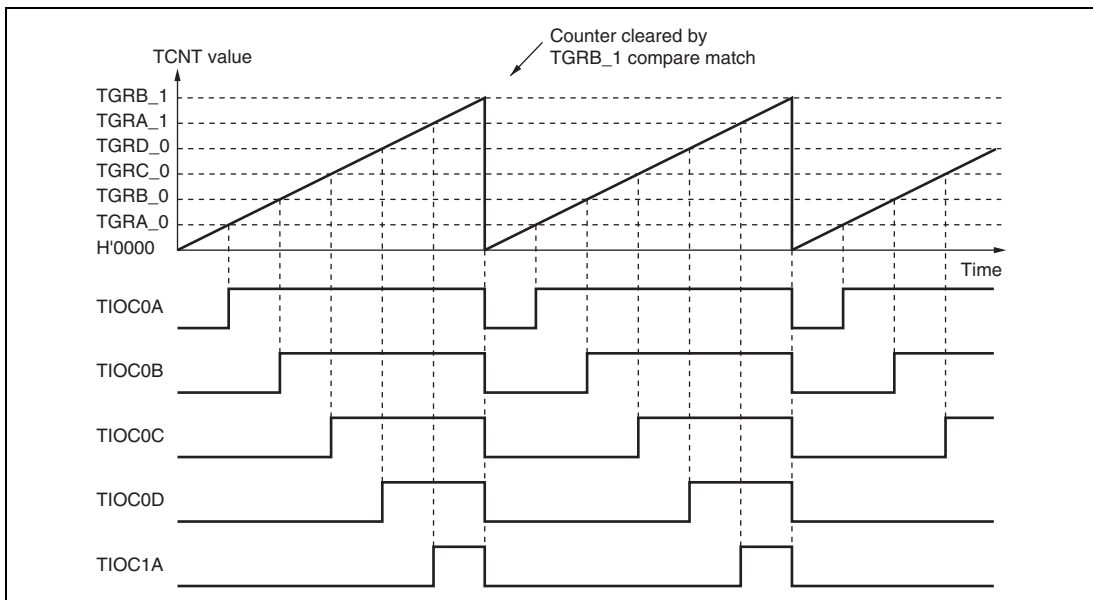 Counter cleared by
TGRB_1 compare match
TCNT value
TGRB_1
TGRA_1
TGRD_0
TGRC_0
TGRB_0
TGRA_0
H'0000
Time
TIOC0A
TIOC0B
TIOC0C
TIOC0D
TIOC1A